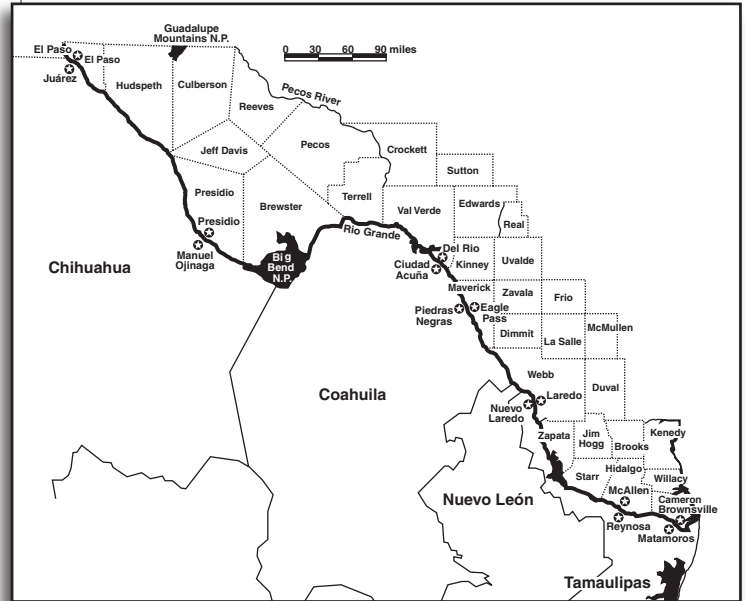 Guadalupe
Mountains N.P.
0 30 60 90 miles
El Paso
El Paso
Juárez
Hudspeth
Culberson
Reeves
Pecos River
Pecos
Crockett
Jeff Davis
Sutton
Presidio
Brewster
Terrell
Val Verde
Edwards
Real
Presidio
Rio Grande
Manuel
Ojinaga
Big
Bend
N.P.
Del Rio
Ciudad
Acuña
Kinney
Uvalde
Chihuahua
Maverick
Zavala
Frio
Piedras
Negras
Eagle
Pass
Dimmit
La Salle
McMullen
Coahuila
Webb
Duval
Laredo
Nuevo
Laredo
Zapata
Jim
Hogg
Brooks
Kenedy
Starr
Hidalgo
Willacy
Nuevo León
McAllen
Cameron
Brownsville
Reynosa
Matamoros
Tamaulipas